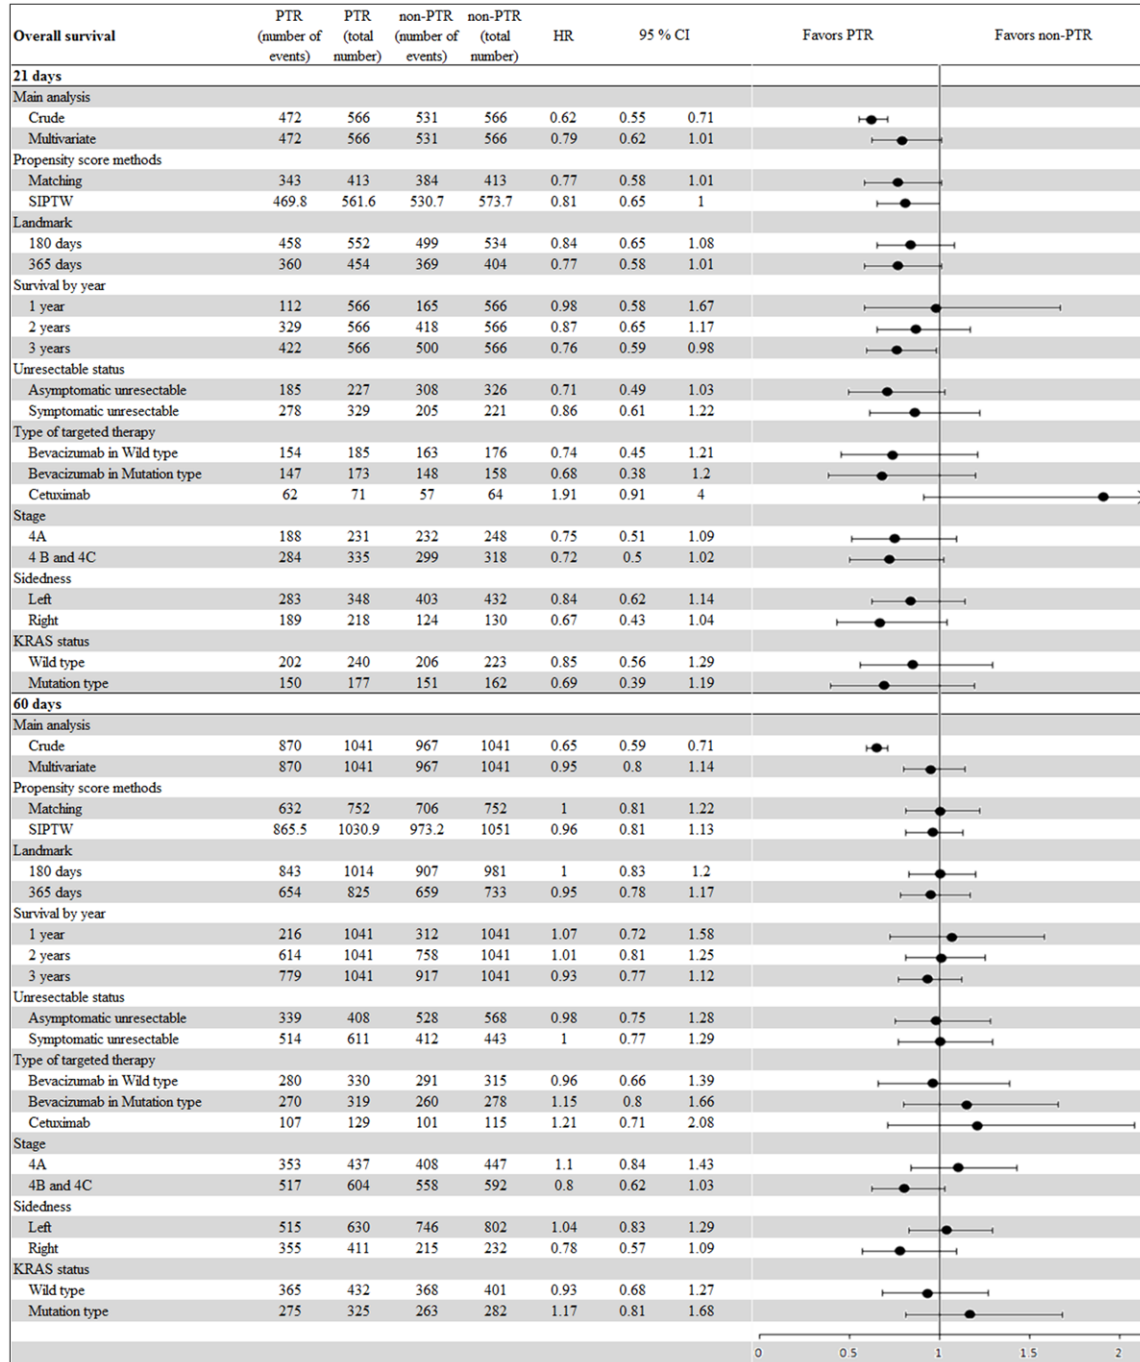 Overall survival PTR (number of events) PTR (total number) non-PTR (number of events) non-PTR (total number) HR 95 % CI Favors PTR Favors non-PTR
21 days
Main analysis
Crude 472 566 531 566 0.62 0.55 0.71
Multivariate 472 566 531 566 0.79 0.62 1.01
Propensity score methods
Matching 343 413 384 413 0.77 0.58 1.01
SIPTW 469.8 561.6 530.7 573.7 0.81 0.65 1
Landmark
180 days 458 552 499 534 0.84 0.65 1.08
365 days 360 454 369 404 0.77 0.58 1.01
Survival by year
1 year 112 566 165 566 0.98 0.58 1.67
2 years 329 566 418 566 0.87 0.65 1.17
3 years 422 566 500 566 0.76 0.59 0.98
Unresectable status
Asymptomatic unresectable 185 227 308 326 0.71 0.49 1.03
Symptomatic unresectable 278 329 205 221 0.86 0.61 1.22
Type of targeted therapy
Bevacizumab in Wild type 154 185 163 176 0.74 0.45 1.21
Bevacizumab in Mutation type 147 173 148 158 0.68 0.38 1.2
Cetuximab 62 71 57 64 1.91 0.91 4
Stage
4A 188 231 232 248 0.75 0.51 1.09
4 B and 4C 284 335 299 318 0.72 0.5 1.02
Sidedness
Left 283 348 403 432 0.84 0.62 1.14
Right 189 218 124 130 0.67 0.43 1.04
KRAS status
Wild type 202 240 206 223 0.85 0.56 1.29
Mutation type 150 177 151 162 0.69 0.39 1.19
60 days
Main analysis
Crude 870 1041 967 1041 0.65 0.59 0.71
Multivariate 870 1041 967 1041 0.95 0.8 1.14
Propensity score methods
Matching 632 752 706 752 1 0.81 1.22
SIPTW 865.5 1030.9 973.2 1051 0.96 0.81 1.13
Landmark
180 days 843 1014 907 981 1 0.83 1.2
365 days 654 825 659 733 0.95 0.78 1.17
Survival by year
1 year 216 1041 312 1041 1.07 0.72 1.58
2 years 614 1041 758 1041 1.01 0.81 1.25
3 years 779 1041 917 1041 0.93 0.77 1.12
Unresectable status
Asymptomatic unresectable 339 408 528 568 0.98 0.75 1.28
Symptomatic unresectable 514 611 412 443 1 0.77 1.29
Type of targeted therapy
Bevacizumab in Wild type 280 330 291 315 0.96 0.66 1.39
Bevacizumab in Mutation type 270 319 260 278 1.15 0.8 1.66
Cetuximab 107 129 101 115 1.21 0.71 2.08
Stage
4A 353 437 408 447 1.1 0.84 1.43
4B and 4C 517 604 558 592 0.8 0.62 1.03
Sidedness
Left 515 630 746 802 1.04 0.83 1.29
Right 355 411 215 232 0.78 0.57 1.09
KRAS status
Wild type 365 432 368 401 0.93 0.68 1.27
Mutation type 275 325 263 282 1.17 0.81 1.68
0 0.5 1 1.5 2